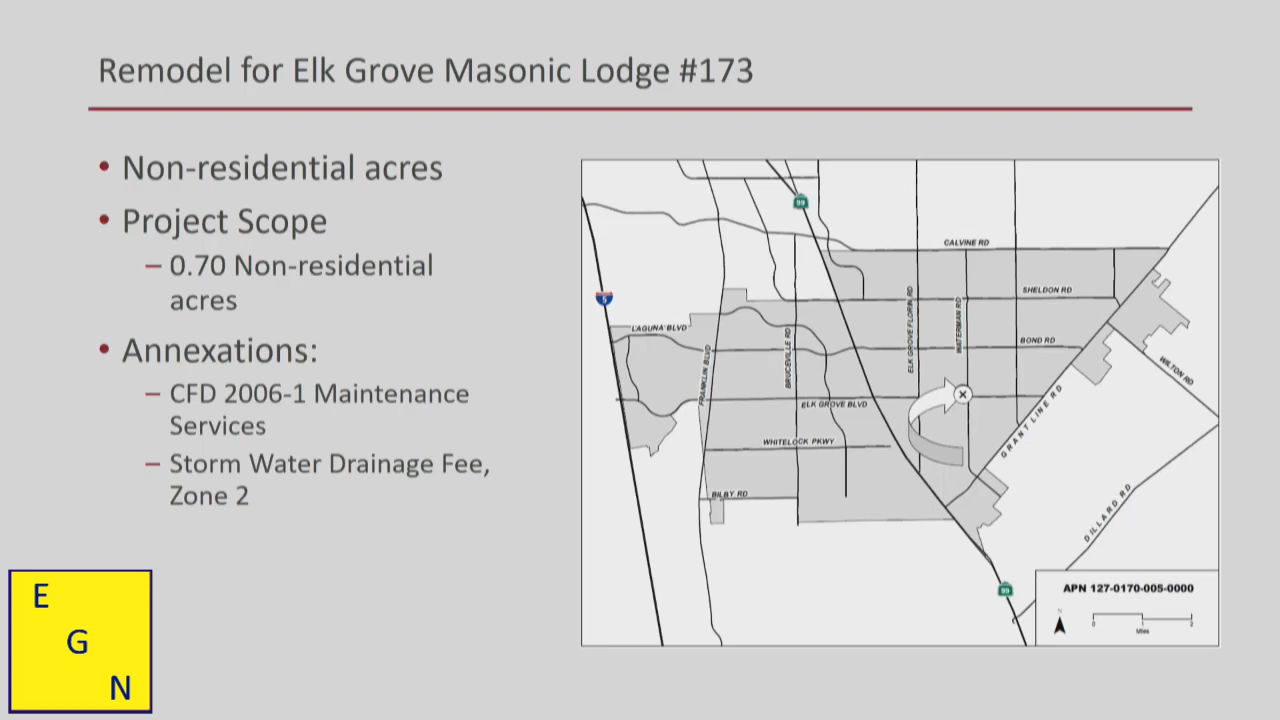 Remodel for Elk Grove Masonic Lodge #173
• Non-residential acres
• Project Scope
– 0.70 Non-residential
acres
• Annexations:
– CFD 2006-1 Maintenance
Services
– Storm Water Drainage Fee,
Zone 2
E
G
N
99
CALVINE RD
5
SHELDON RD
ELK GROVE FLORIN RD
WATERMAN RD
LAGUNA BLVD
BRUCEVILLE RD
BOND RD
FRANKLIN BLVD
WILTON RD
X
ELK GROVE BLVD
GRANT LINE RD
WHITELOCK PKWY
BILBY RD
DILLARD RD
99
APN 127-0170-005-0000
N
0 1 2
Miles